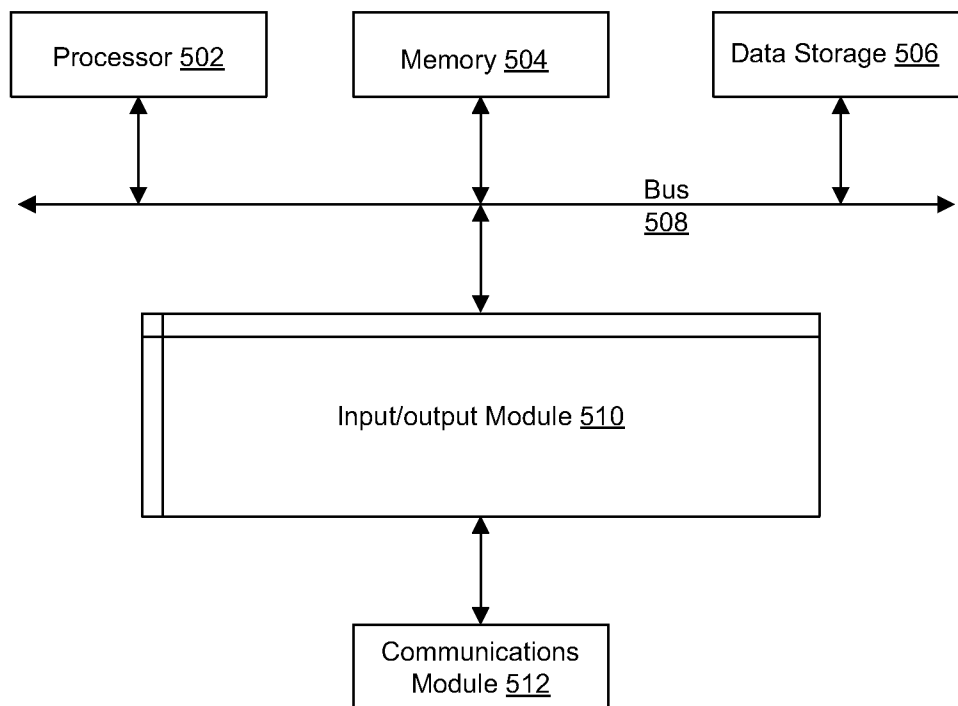 Processor 502
Memory 504
Data Storage 506
Bus
508
Input/output Module 510
Communications
Module 512